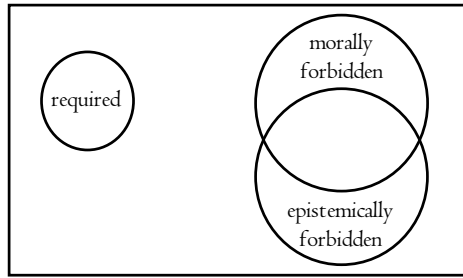 morally
forbidden
required
epistemically
forbidden